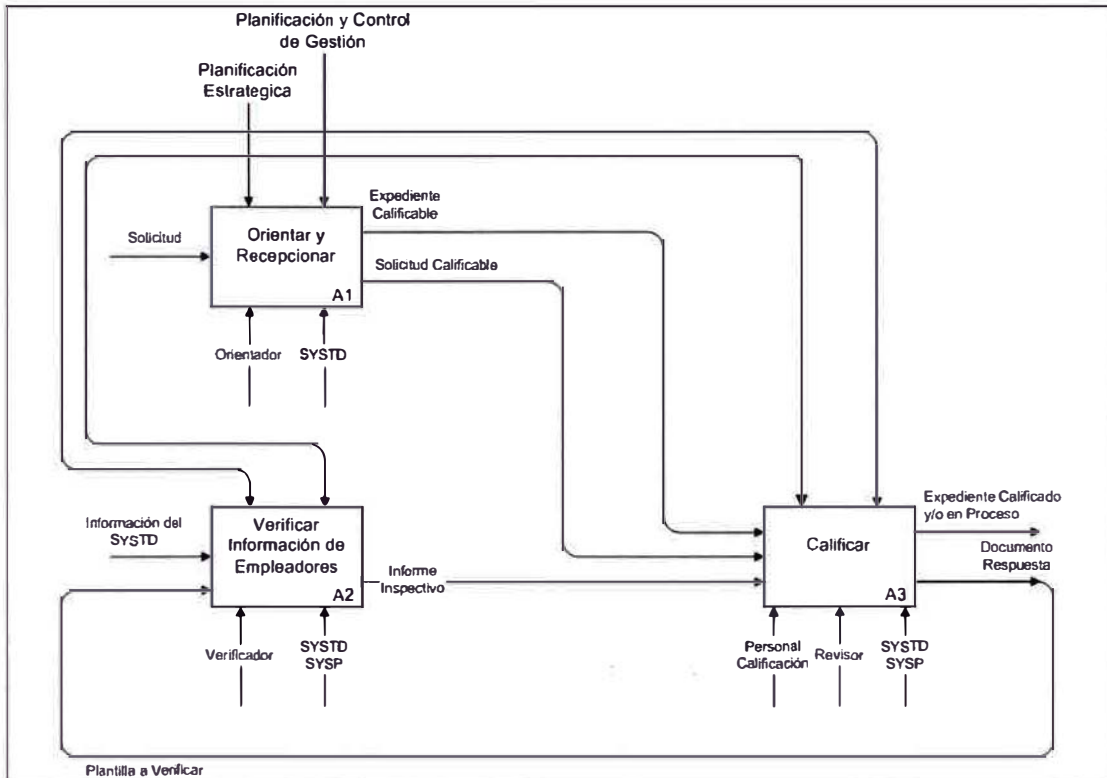 Planificación y Control
de Gestión
Planificación
Estrategica
Expediente
Calificable
Solicitud
Orientar y
Recepcionar
A1
Solicitud Calificable
Orientador
SYSTD
Información del
SYSTD
Verificar
Información de
Empleadores
A2
Informe
Inspectivo
Verificador
SYSTD
SYSP
Calificar
A3
Expediente Calificado
y/o en Proceso
Documento
Respuesta
Personal
Calificación
Revisor
SYSTD
SYSP
Plantilla a Verificar